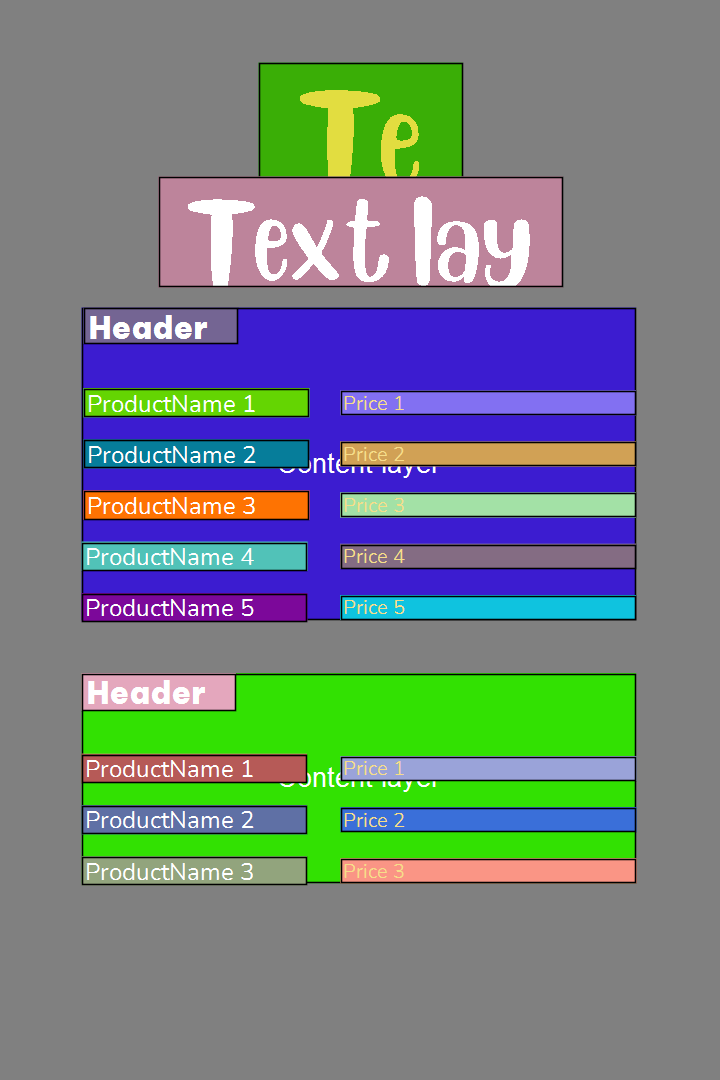 Te
Text lay
Header
ProductName 1 Price 1
ProductName 2 Price 2
Content layer
ProductName 3 Price 3
ProductName 4 Price 4
ProductName 5 Price 5
Header
ProductName 1 Price 1
Content layer
ProductName 2 Price 2
ProductName 3 Price 3